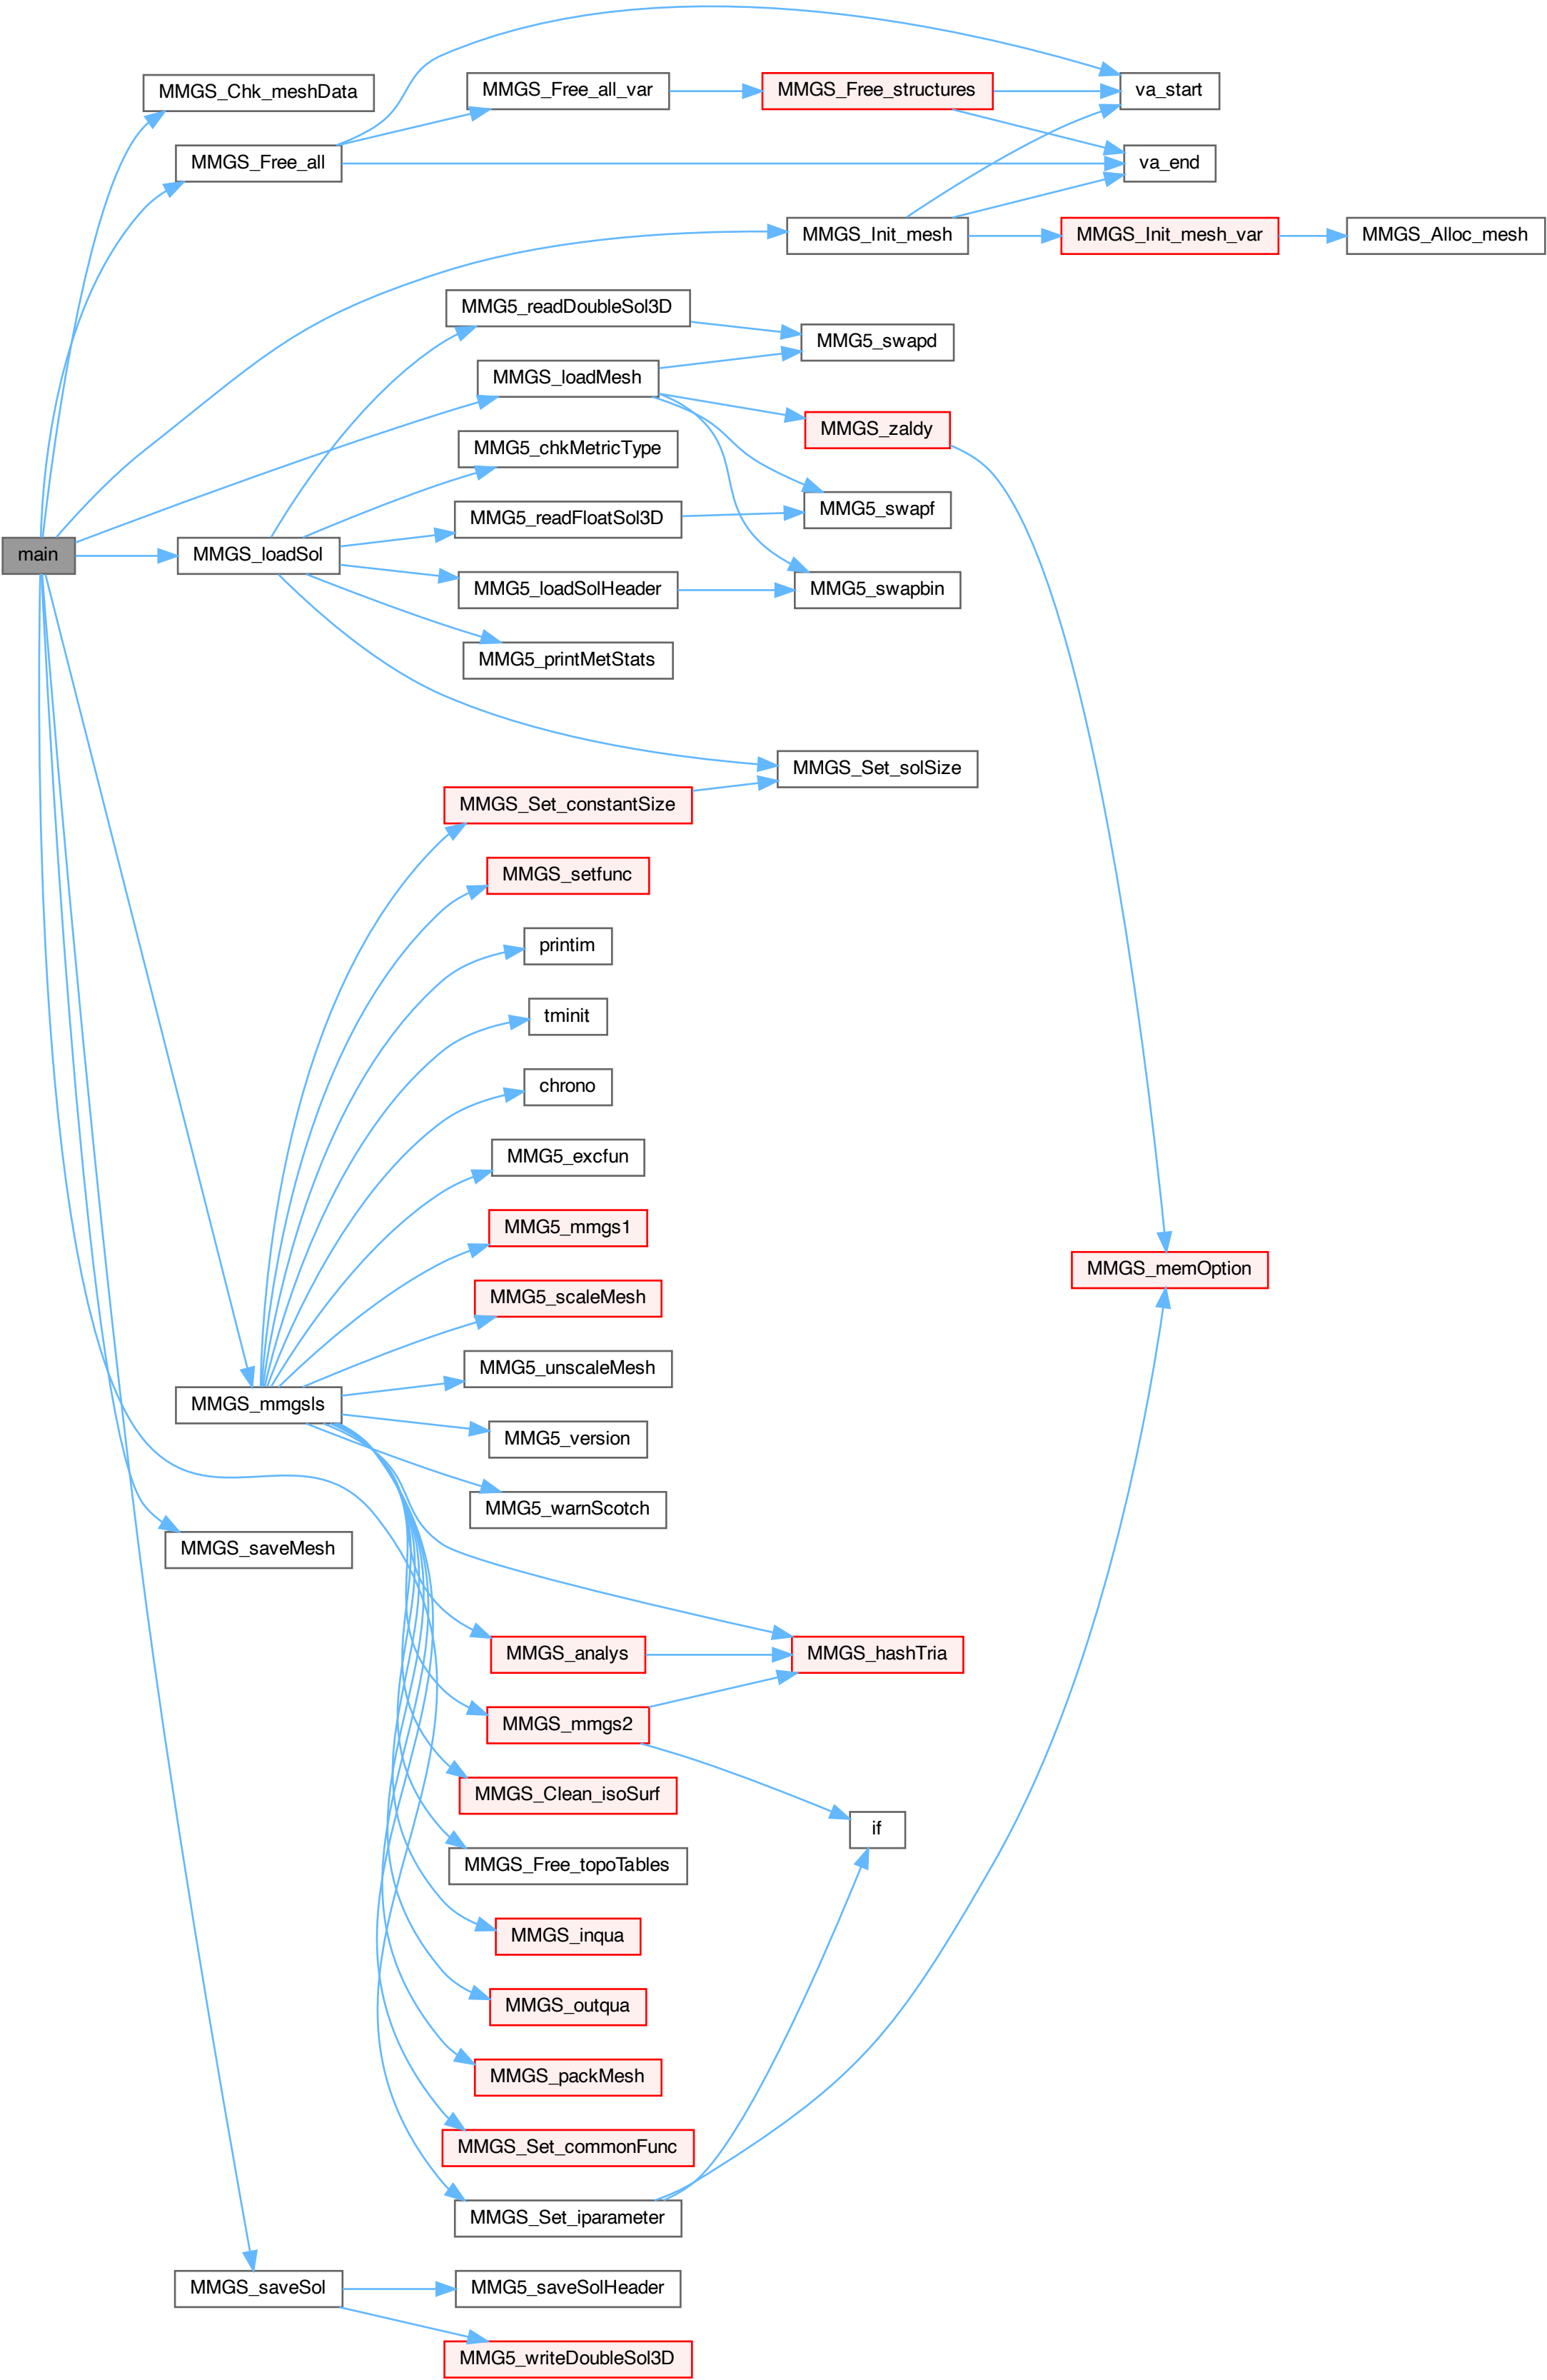 MMGS_Chk_meshData
MMGS_Free_all_var
MMGS_Free_structures
va_start
MMGS_Free_all
va_end
MMGS_Init_mesh
MMGS_Init_mesh_var
MMGS_Alloc_mesh
MMG5_readDoubleSol3D
MMG5_swapd
MMGS_loadMesh
MMGS_zaldy
MMG5_chkMetricType
MMG5_readFloatSol3D
MMG5_swapf
main
MMGS_loadSol
MMG5_loadSolHeader
MMG5_swapbin
MMG5_printMetStats
MMGS_Set_solSize
MMGS_Set_constantSize
MMGS_setfunc
printim
tminit
chrono
MMG5_excfun
MMG5_mmgs1
MMGS_memOption
MMG5_scaleMesh
MMG5_unscaleMesh
MMGS_mmgsls
MMG5_version
MMG5_warnScotch
MMGS_saveMesh
MMGS_analys
MMGS_hashTria
MMGS_mmgs2
MMGS_Clean_isoSurf
if
MMGS_Free_topoTables
MMGS_inqua
MMGS_outqua
MMGS_packMesh
MMGS_Set_commonFunc
MMGS_Set_iparameter
MMGS_saveSol
MMG5_saveSolHeader
MMG5_writeDoubleSol3D